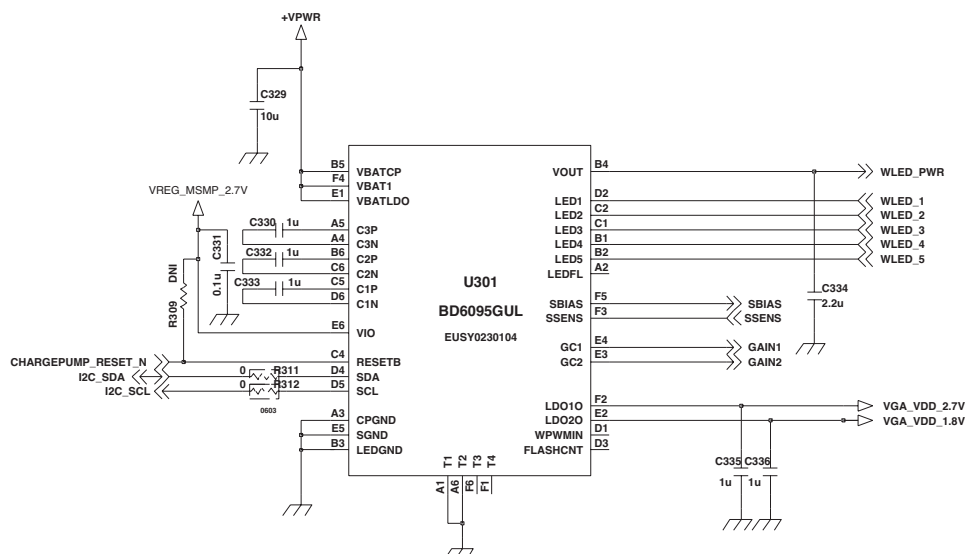 +VPWR
C329
10u
VREG_MSMP_2.7V
B5 VBATCP
F4 VBAT1
E1 VBATLDO
C330 1u
A5 C3P
A4 C3N
C332 1u
B6 C2P
C6 C2N
C333 1u
C5 C1P
D6 C1N
C331
0.1u
R309 DNI
E6 VIO
CHARGEPUMP_RESET_N
C4 RESETB
I2C_SDA
0 R311
D4 SDA
I2C_SCL
0 R312
D5 SCL
0603
A3 CPGND
E5 SGND
B3 LEDGND
U301
BD6095GUL
EUSY0230104
T1 T2 T3 T4
A1 A6 F6 F1
VOUT B4 WLED_PWR
LED1 D2 WLED_1
LED2 C2 WLED_2
LED3 C1 WLED_3
LED4 B1 WLED_4
LED5 B2 WLED_5
LEDFL A2
C334
2.2u
SBIAS F5 SBIAS
SSENS F3 SSENS
GC1 E4 GAIN1
GC2 E3 GAIN2
LDO1O F2 VGA_VDD_2.7V
LDO2O E2 VGA_VDD_1.8V
WPWMIN D1
FLASHCNT D3
C335 C336
1u 1u